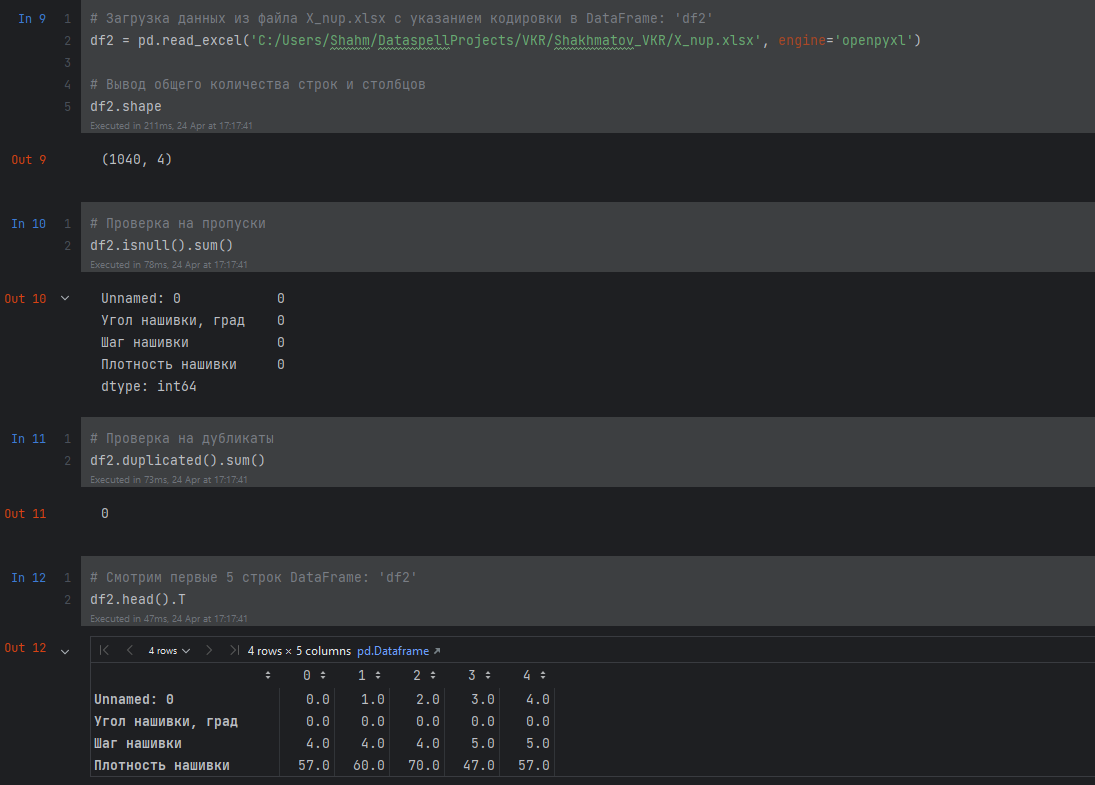 In 9 1 # Загрузка данных из файла X_nup.xlsx с указанием кодировки в DataFrame: 'df2'
2 df2 = pd.read_excel('C:/Users/Shahm/DataspellProjects/VKR/Shakhmatov_VKR/X_nup.xlsx', engine='openpyxl')
3
4 # Вывод общего количества строк и столбцов
5 df2.shape
Executed in 211ms, 24 Apr at 17:17:41
Out 9 (1040, 4)
In 10 1 # Проверка на пропуски
2 df2.isnull().sum()
Executed in 78ms, 24 Apr at 17:17:41
Out 10 Unnamed: 0 0
Угол нашивки, град 0
Шаг нашивки 0
Плотность нашивки 0
dtype: int64
In 11 1 # Проверка на дубликаты
2 df2.duplicated().sum()
Executed in 73ms, 24 Apr at 17:17:41
Out 11 0
In 12 1 # Смотрим первые 5 строк DataFrame: 'df2'
2 df2.head().T
Executed in 47ms, 24 Apr at 17:17:41
Out 12 4 rows 4 rows × 5 columns pd.Dataframe
0 1 2 3 4
Unnamed: 0 0.0 1.0 2.0 3.0 4.0
Угол нашивки, град 0.0 0.0 0.0 0.0 0.0
Шаг нашивки 4.0 4.0 4.0 5.0 5.0
Плотность нашивки 57.0 60.0 70.0 47.0 57.0